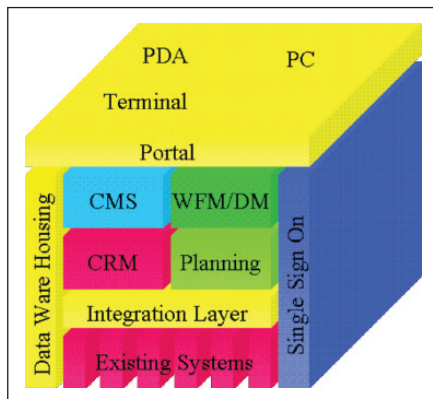 PDA
PC
Terminal
Portal
Data Ware Housing
CMS
WFM/DM
CRM
Planning
Integration Layer
Existing Systems
Single Sign On